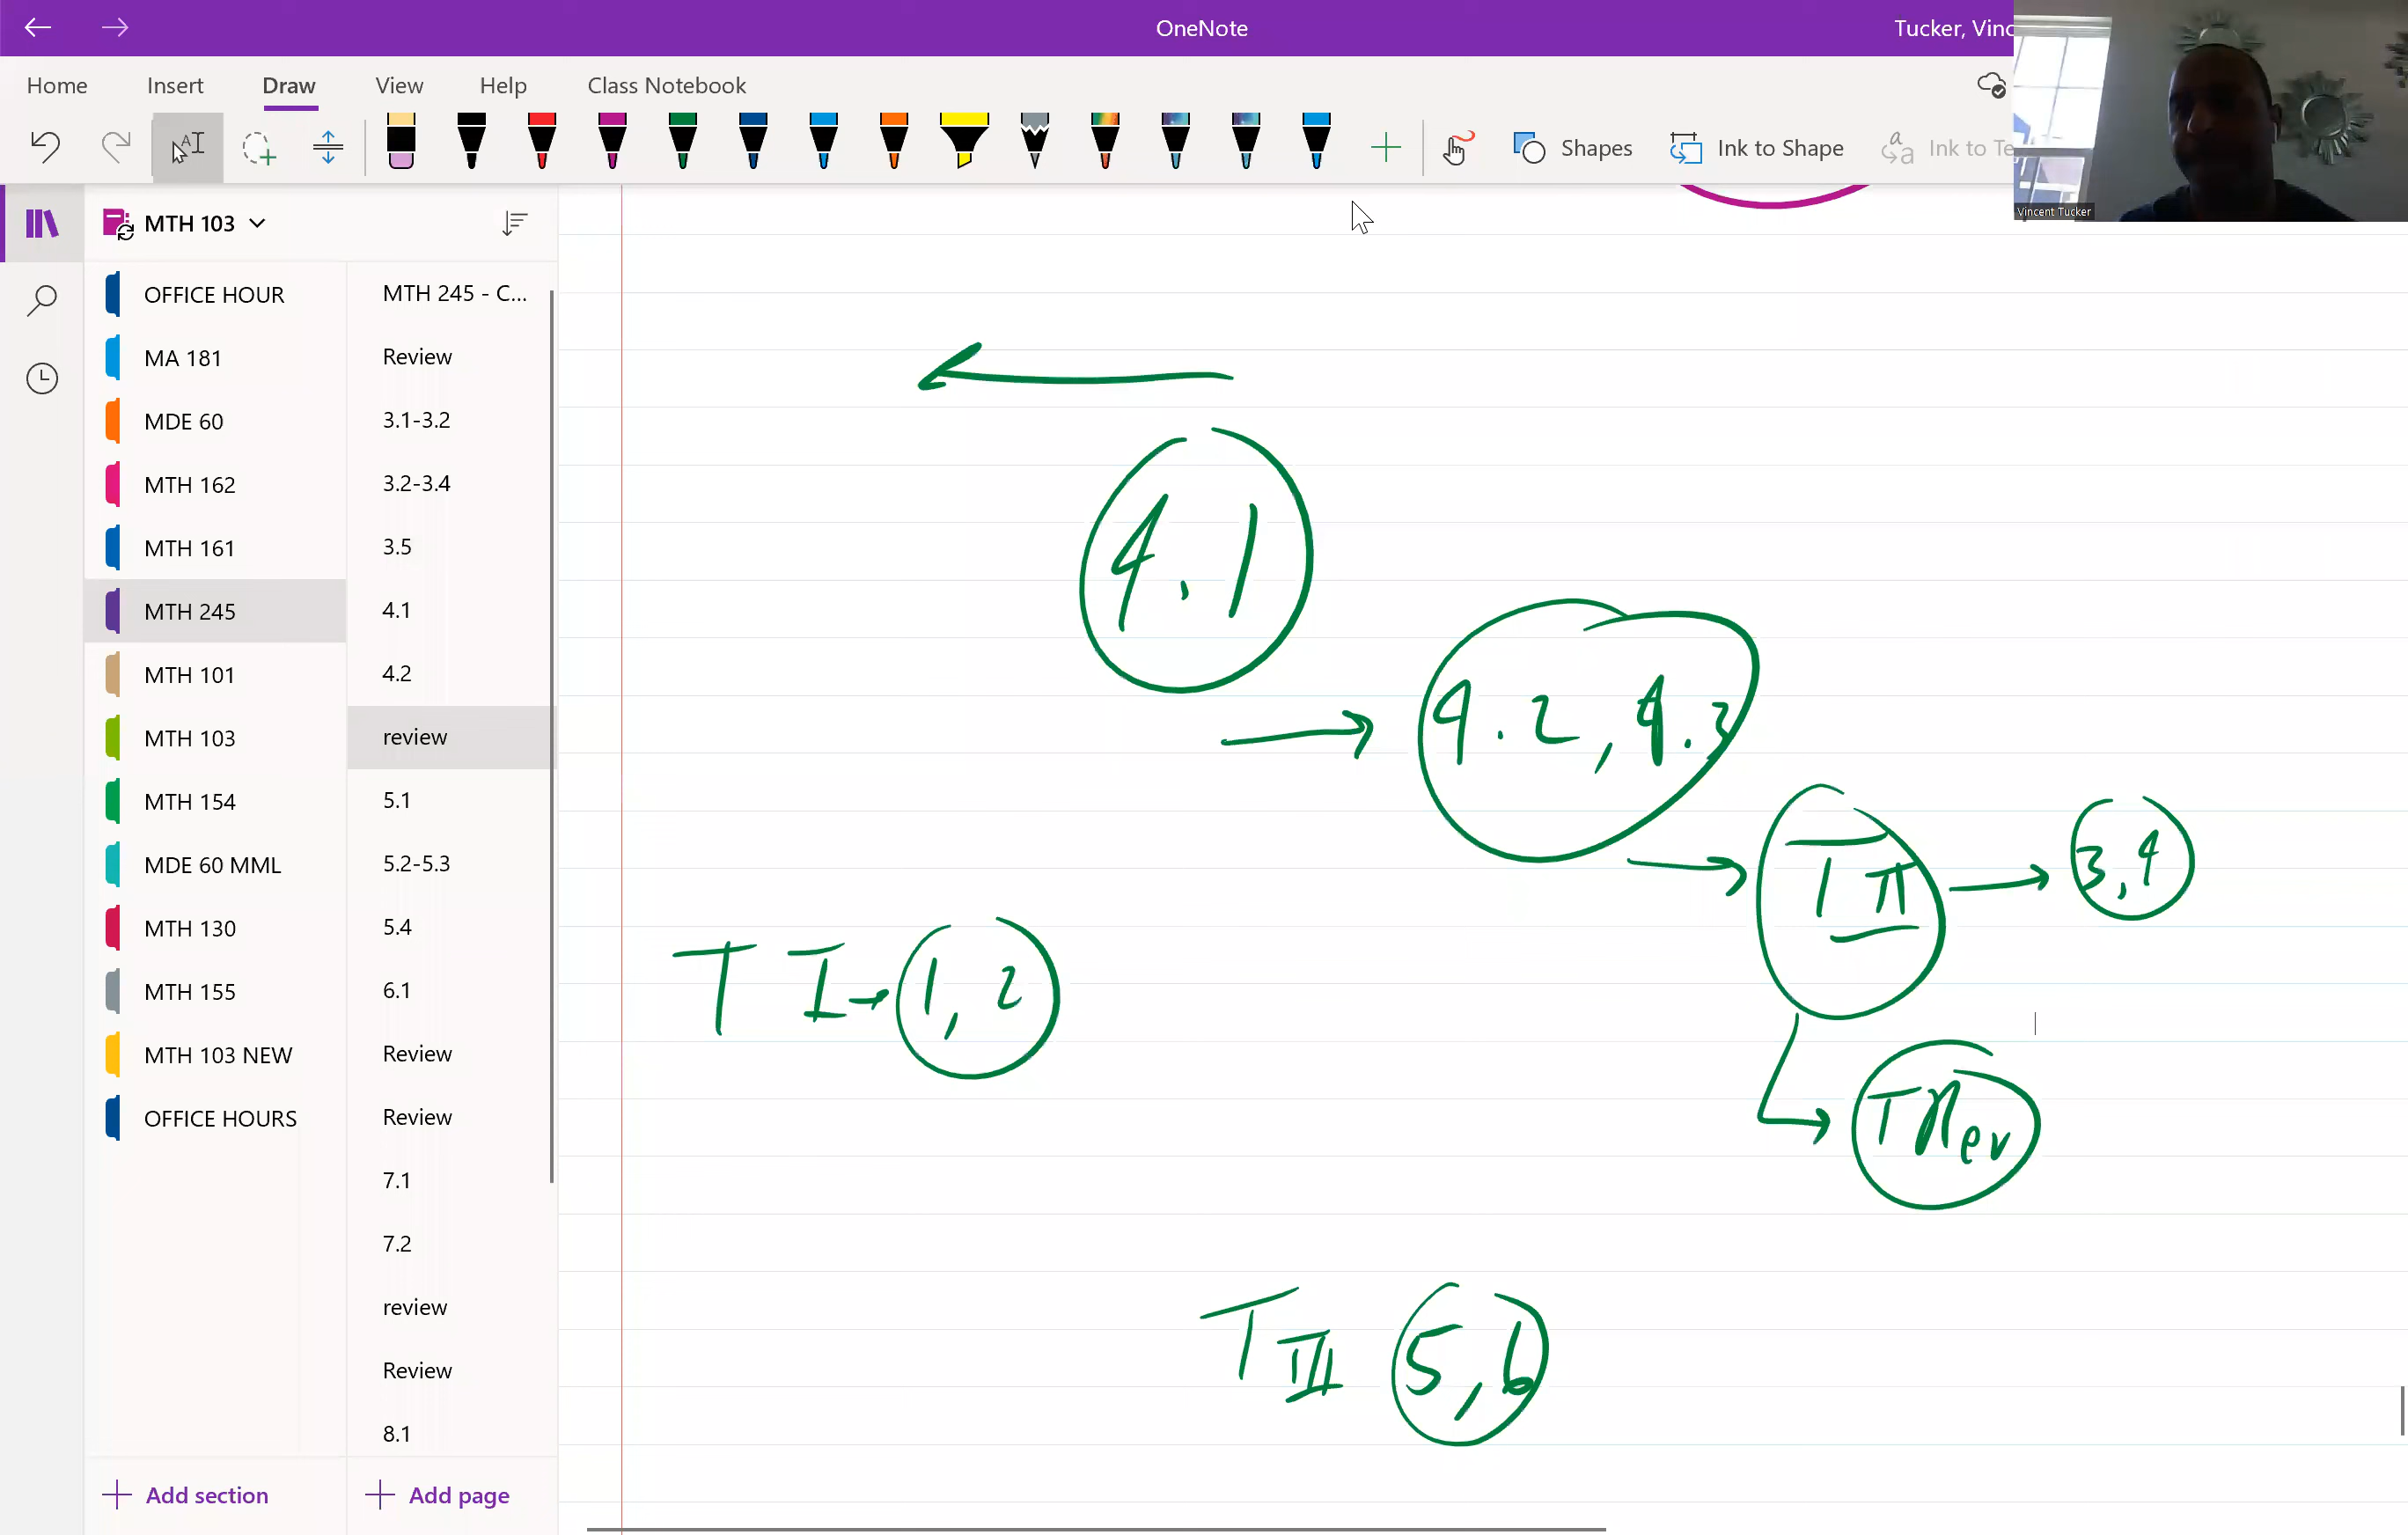 OneNote
Tucker, Vinc
Home Insert Draw View Help Class Notebook
Shapes Ink to Shape Ink to Te
Vincent Tucker
MTH 103
OFFICE HOUR
MA 181
MDE 60
MTH 162
MTH 161
MTH 245
MTH 101
MTH 103
MTH 154
MDE 60 MML
MTH 130
MTH 155
MTH 103 NEW
OFFICE HOURS
Add section
MTH 245 - C...
Review
3.1-3.2
3.2-3.4
3.5
4.1
4.2
review
5.1
5.2-5.3
5.4
6.1
Review
Review
7.1
7.2
review
Review
8.1
Add page
4.1
4.2, 4.3
T II
3,4
T I 1, 2
T Rev
T III 5,6